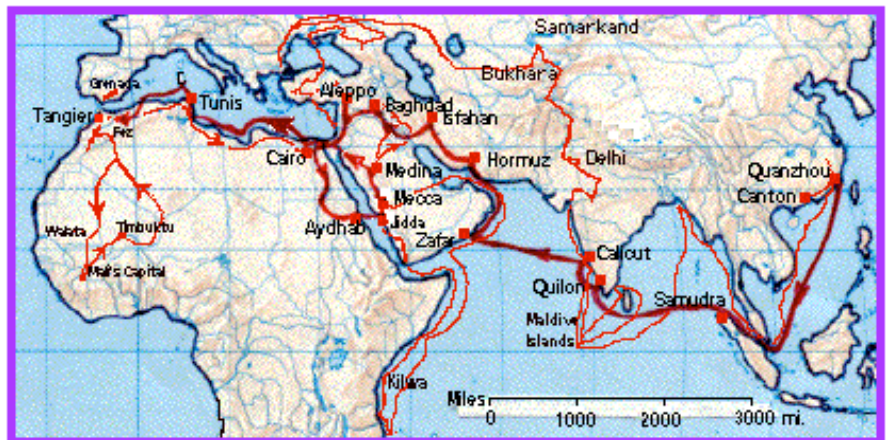 Samarkand
Bukhara
Grenada
Tunis
Aleppo
Baghdad
Isfahan
Tangier
Fez
Cairo
Medina
Hormuz
Delhi
Quanzhou
Canton
Mecca
Walata
Timbuktu
Aydhab
Jidda
Zafar
Calicut
Mali's Capital
Quilon
Samudra
Maldive
Islands
Kilwa
Miles
0 1000 2000 3000 mi.